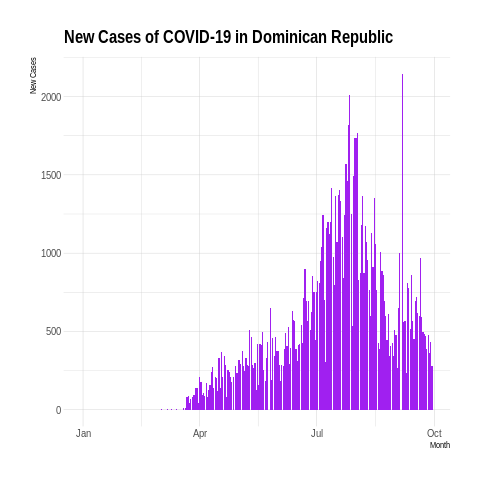 New Cases of COVID-19 in Dominican Republic
New Cases
2000
1500
1000
500
0
Jan Apr Jul Oct
Month